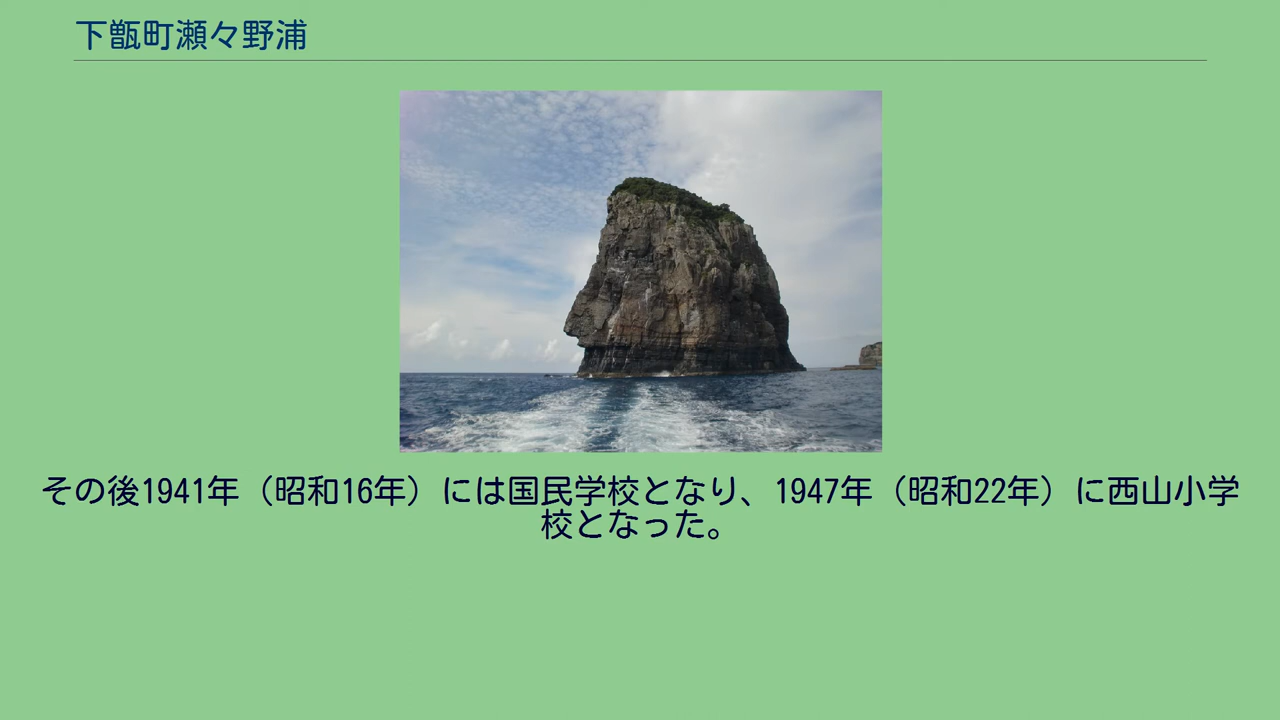 下甑町瀬々野浦
その後1941年（昭和16年）には国民学校となり、1947年（昭和22年）に西山小学
校となった。